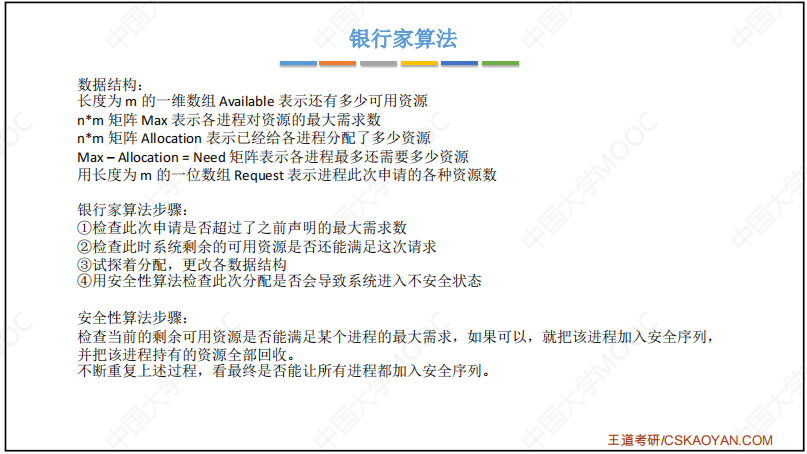 银行家算法
数据结构：
长度为 m 的一维数组 Available 表示还有多少可用资源
n*m 矩阵 Max 表示各进程对资源的最大需求数
n*m 矩阵 Allocation 表示已经给各进程分配了多少资源
Max – Allocation = Need 矩阵表示各进程最多还需要多少资源
用长度为 m 的一位数组 Request 表示进程此次申请的各种资源数
银行家算法步骤：
①检查此次申请是否超过了之前声明的最大需求数
②检查此时系统剩余的可用资源是否还能满足这次请求
③试探着分配，更改各数据结构
④用安全性算法检查此次分配是否会导致系统进入不安全状态
安全性算法步骤：
检查当前的剩余可用资源是否能满足某个进程的最大需求，如果可以，就把该进程加入安全序列，
并把该进程持有的资源全部回收。
不断重复上述过程，看最终是否能让所有进程都加入安全序列。
王道考研/CSKAOYAN.COM
中国大学MOOC